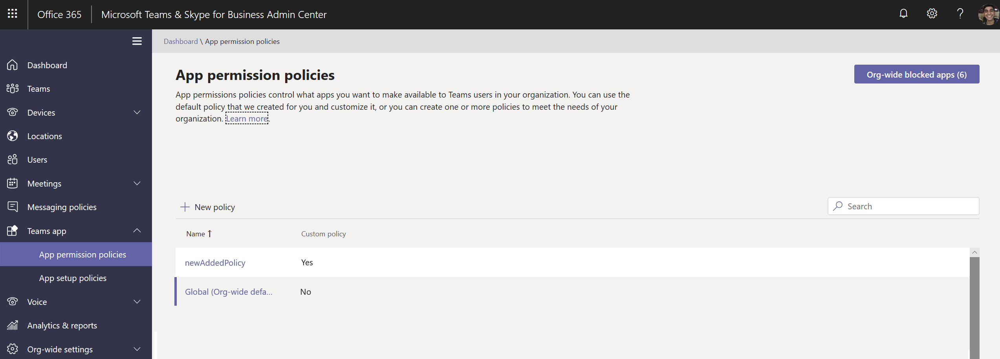 Office 365
Microsoft Teams & Skype for Business Admin Center
Dashboard \ App permission policies
Dashboard
Teams
Devices
Locations
Users
Meetings
Messaging policies
Teams app
App permission policies
App setup policies
Voice
Analytics & reports
Org-wide settings
App permission policies
Org-wide blocked apps (6)
App permissions policies control what apps you want to make available to Teams users in your organization. You can use the
default policy that we created for you and customize it, or you can create one or more policies to meet the needs of your
organization. Learn more.
New policy
Search
Name ↑ Custom policy
newAddedPolicy Yes
Global (Org-wide defa... No